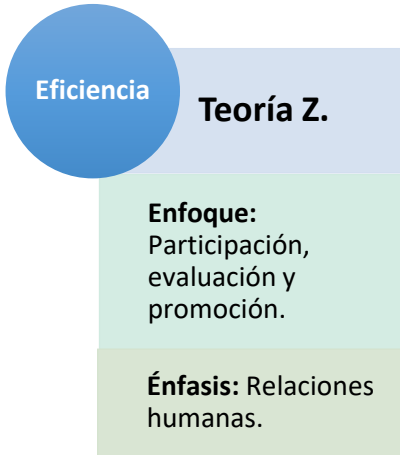 Eficiencia
Teoría Z.
Enfoque:
Participación,
evaluación y
promoción.
Énfasis: Relaciones
humanas.